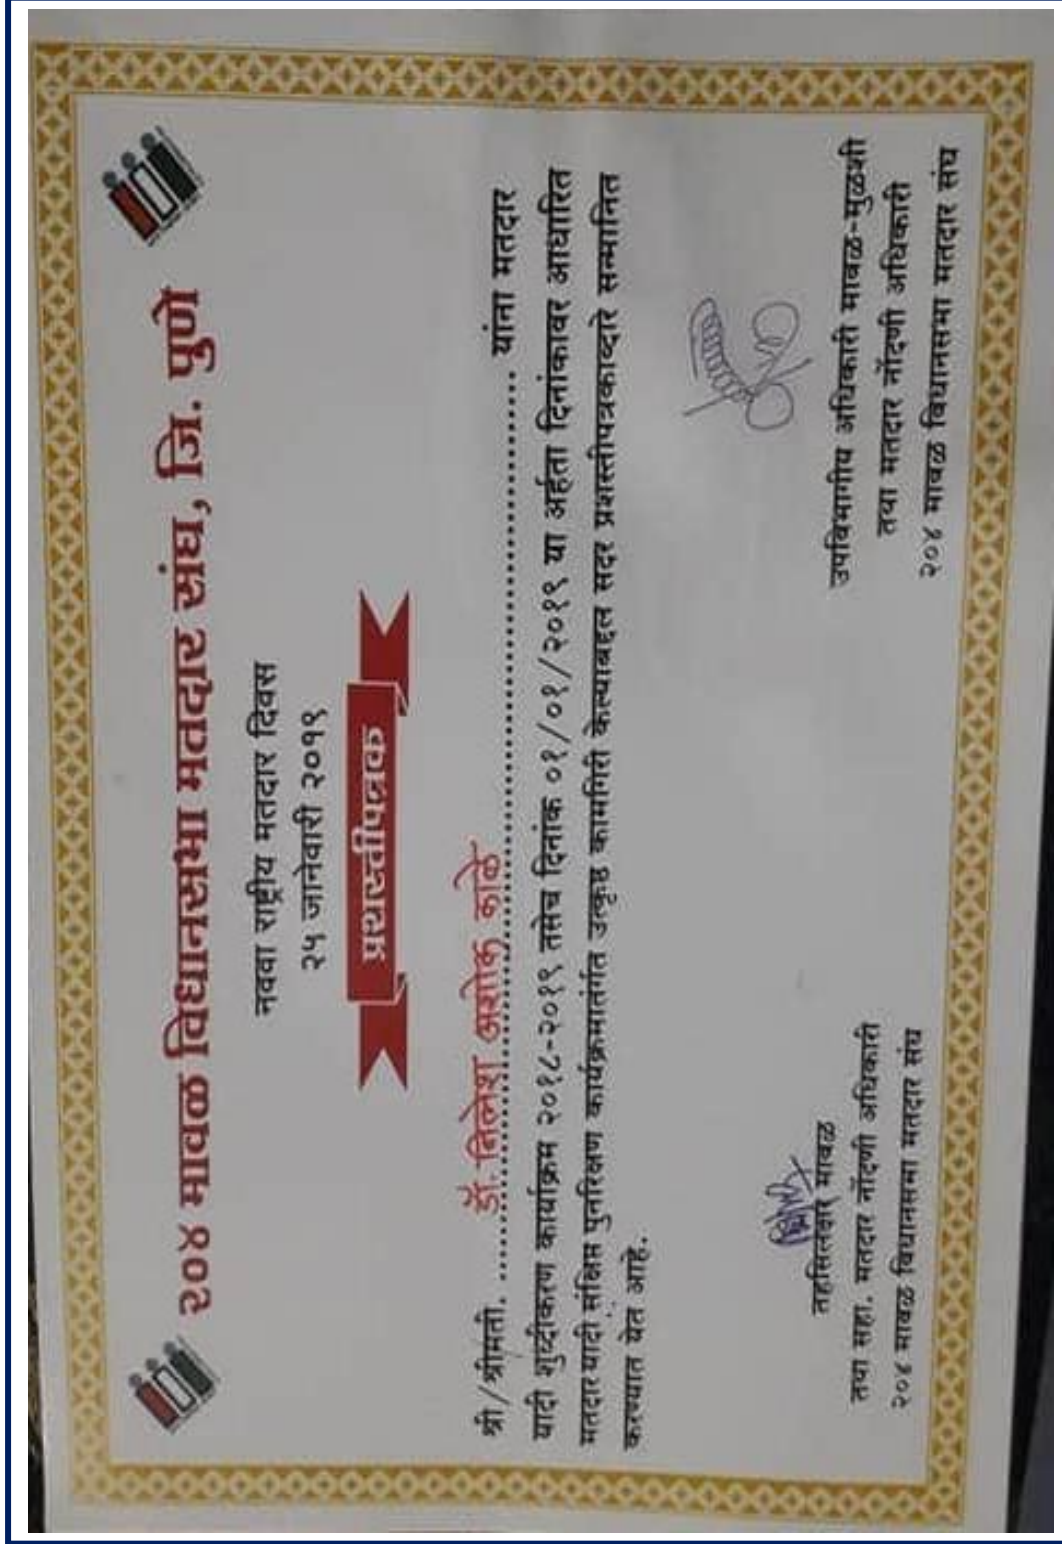 २०४ मावळ विधानसभा मतदार संघ, जि. पुणे
नववा राष्ट्रीय मतदार दिवस
२५ जानेवारी २०१९
प्रशस्तीपत्रक
श्री/श्रीमती. डॉ. निलेश अशोक काळे यांना मतदार
यादी शुध्दीकरण कार्यक्रम २०१८-२०१९ तसेच दिनांक ०१/०१/२०१९ या अर्हता दिनांकावर आधारित
मतदार यादी संक्षिप्त पुनरिक्षण कार्यक्रमातंर्गत उत्कृष्ठ कामगिरी केल्याबद्दल सदर प्रशस्तीपत्रकाव्दारे सन्मानित
करण्यात येत आहे.
तहसिलदार मावळ
तथा सहा. मतदार नोंदणी अधिकारी
२०४ मावळ विधानसभा मतदार संघ
उपविभागीय अधिकारी मावळ-मुळशी
तथा मतदार नोंदणी अधिकारी
२०४ मावळ विधानसभा मतदार संघ